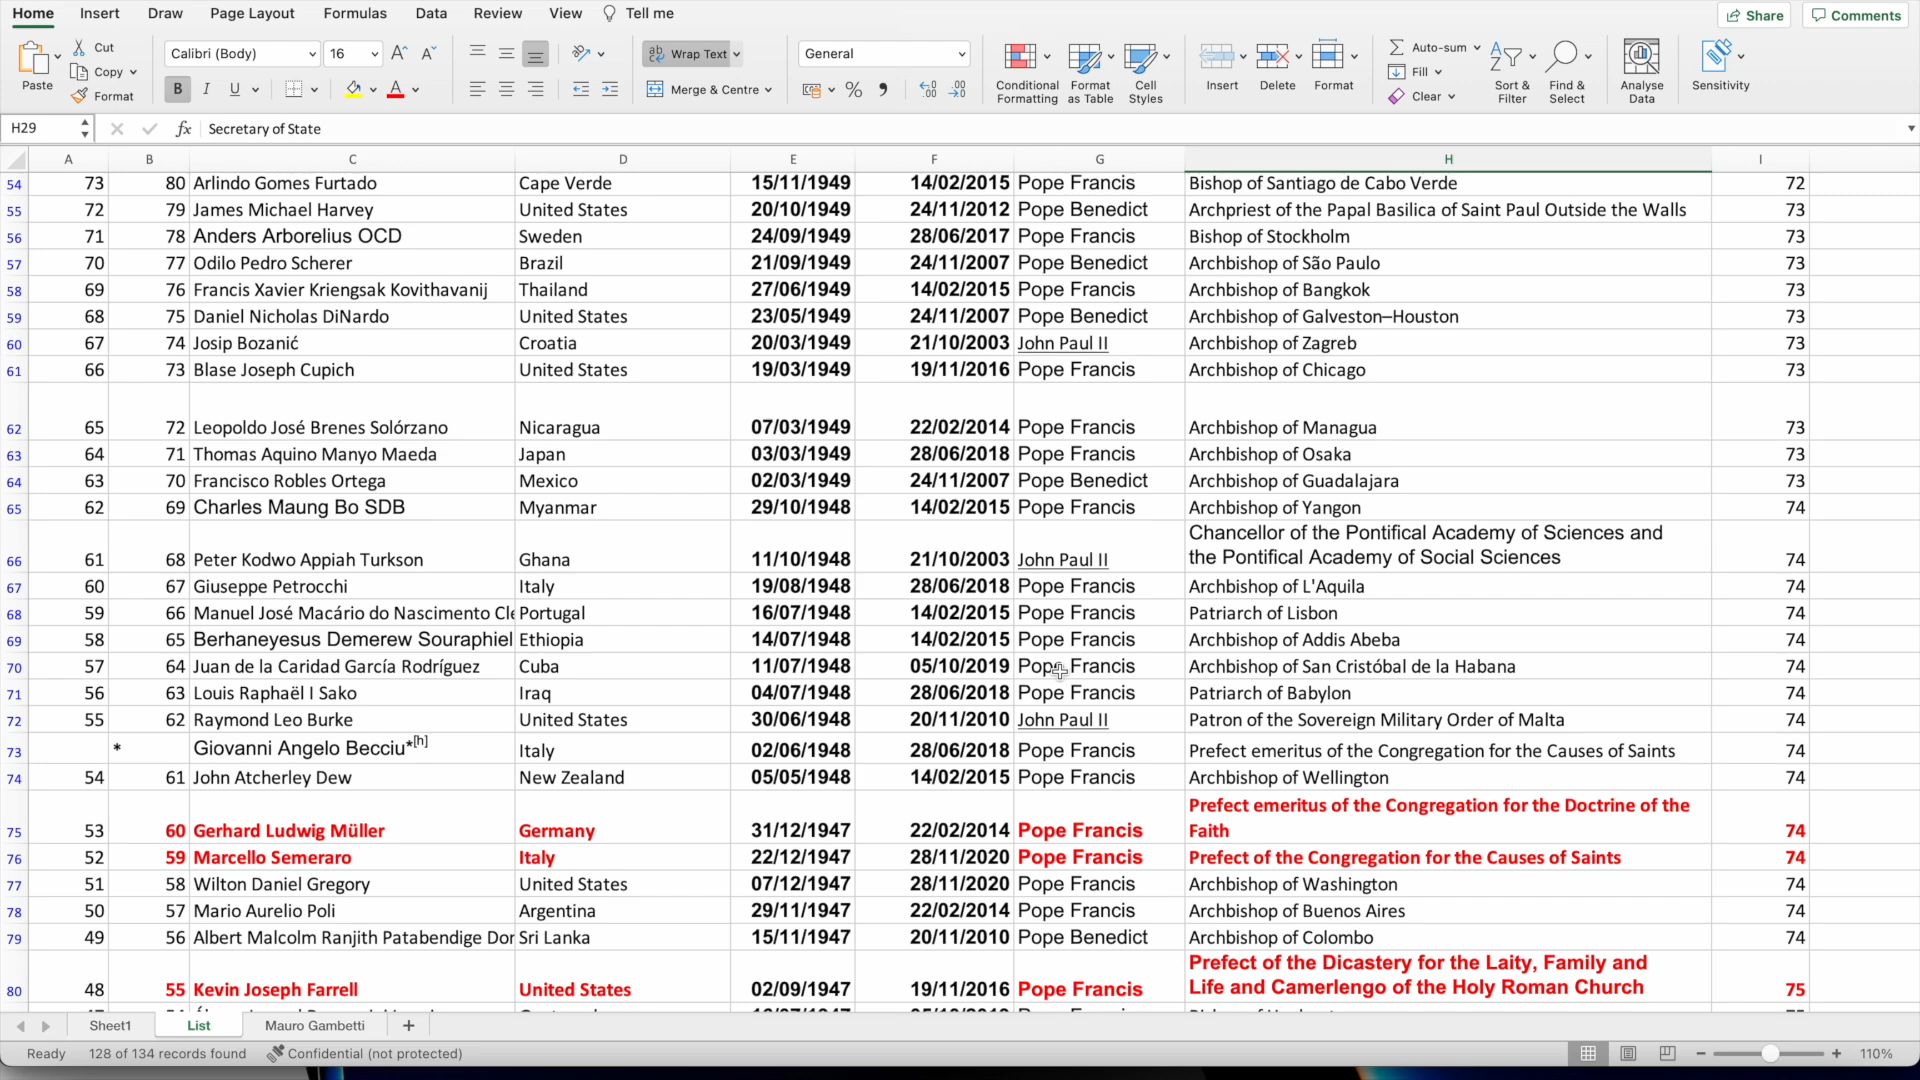 Home Insert Draw Page Layout Formulas Data Review View Tell me Share Comments
Paste Cut Copy Format
Calibri (Body) 16 A^ A˅
B I U A
ab Wrap Text
Merge & Centre
General
% 9
Conditional Formatting
Format as Table
Cell Styles
Insert Delete Format
Auto-sum Fill Clear
Sort & Filter
Find & Select
Analyse Data
Sensitivity
H29 fx Secretary of State
A B C D E F G H I
54 73 80 Arlindo Gomes Furtado Cape Verde 15/11/1949 14/02/2015 Pope Francis Bishop of Santiago de Cabo Verde 72
55 72 79 James Michael Harvey United States 20/10/1949 24/11/2012 Pope Benedict Archpriest of the Papal Basilica of Saint Paul Outside the Walls 73
56 71 78 Anders Arborelius OCD Sweden 24/09/1949 28/06/2017 Pope Francis Bishop of Stockholm 73
57 70 77 Odilo Pedro Scherer Brazil 21/09/1949 24/11/2007 Pope Benedict Archbishop of São Paulo 73
58 69 76 Francis Xavier Kriengsak Kovithavanij Thailand 27/06/1949 14/02/2015 Pope Francis Archbishop of Bangkok 73
59 68 75 Daniel Nicholas DiNardo United States 23/05/1949 24/11/2007 Pope Benedict Archbishop of Galveston–Houston 73
60 67 74 Josip Bozanić Croatia 20/03/1949 21/10/2003 John Paul II Archbishop of Zagreb 73
61 66 73 Blase Joseph Cupich United States 19/03/1949 19/11/2016 Pope Francis Archbishop of Chicago 73
62 65 72 Leopoldo José Brenes Solórzano Nicaragua 07/03/1949 22/02/2014 Pope Francis Archbishop of Managua 73
63 64 71 Thomas Aquino Manyo Maeda Japan 03/03/1949 28/06/2018 Pope Francis Archbishop of Osaka 73
64 63 70 Francisco Robles Ortega Mexico 02/03/1949 24/11/2007 Pope Benedict Archbishop of Guadalajara 73
65 62 69 Charles Maung Bo SDB Myanmar 29/10/1948 14/02/2015 Pope Francis Archbishop of Yangon 74
Chancellor of the Pontifical Academy of Sciences and
66 61 68 Peter Kodwo Appiah Turkson Ghana 11/10/1948 21/10/2003 John Paul II the Pontifical Academy of Social Sciences 74
67 60 67 Giuseppe Petrocchi Italy 19/08/1948 28/06/2018 Pope Francis Archbishop of L'Aquila 74
68 59 66 Manuel José Macário do Nascimento Cle Portugal 16/07/1948 14/02/2015 Pope Francis Patriarch of Lisbon 74
69 58 65 Berhaneyesus Demerew Souraphiel Ethiopia 14/07/1948 14/02/2015 Pope Francis Archbishop of Addis Abeba 74
70 57 64 Juan de la Caridad García Rodríguez Cuba 11/07/1948 05/10/2019 Pope Francis Archbishop of San Cristóbal de la Habana 74
71 56 63 Louis Raphaël I Sako Iraq 04/07/1948 28/06/2018 Pope Francis Patriarch of Babylon 74
72 55 62 Raymond Leo Burke United States 30/06/1948 20/11/2010 John Paul II Patron of the Sovereign Military Order of Malta 74
73 * Giovanni Angelo Becciu*[h] Italy 02/06/1948 28/06/2018 Pope Francis Prefect emeritus of the Congregation for the Causes of Saints 74
74 54 61 John Atcherley Dew New Zealand 05/05/1948 14/02/2015 Pope Francis Archbishop of Wellington 74
Prefect emeritus of the Congregation for the Doctrine of the
75 53 60 Gerhard Ludwig Müller Germany 31/12/1947 22/02/2014 Pope Francis Faith 74
76 52 59 Marcello Semeraro Italy 22/12/1947 28/11/2020 Pope Francis Prefect of the Congregation for the Causes of Saints 74
77 51 58 Wilton Daniel Gregory United States 07/12/1947 28/11/2020 Pope Francis Archbishop of Washington 74
78 50 57 Mario Aurelio Poli Argentina 29/11/1947 22/02/2014 Pope Francis Archbishop of Buenos Aires 74
79 49 56 Albert Malcolm Ranjith Patabendige Don Sri Lanka 15/11/1947 20/11/2010 Pope Benedict Archbishop of Colombo 74
Prefect of the Dicastery for the Laity, Family and
80 48 55 Kevin Joseph Farrell United States 02/09/1947 19/11/2016 Pope Francis Life and Camerlengo of the Holy Roman Church 75
Sheet1 List Mauro Gambetti +
Ready 128 of 134 records found Confidential (not protected) 110%